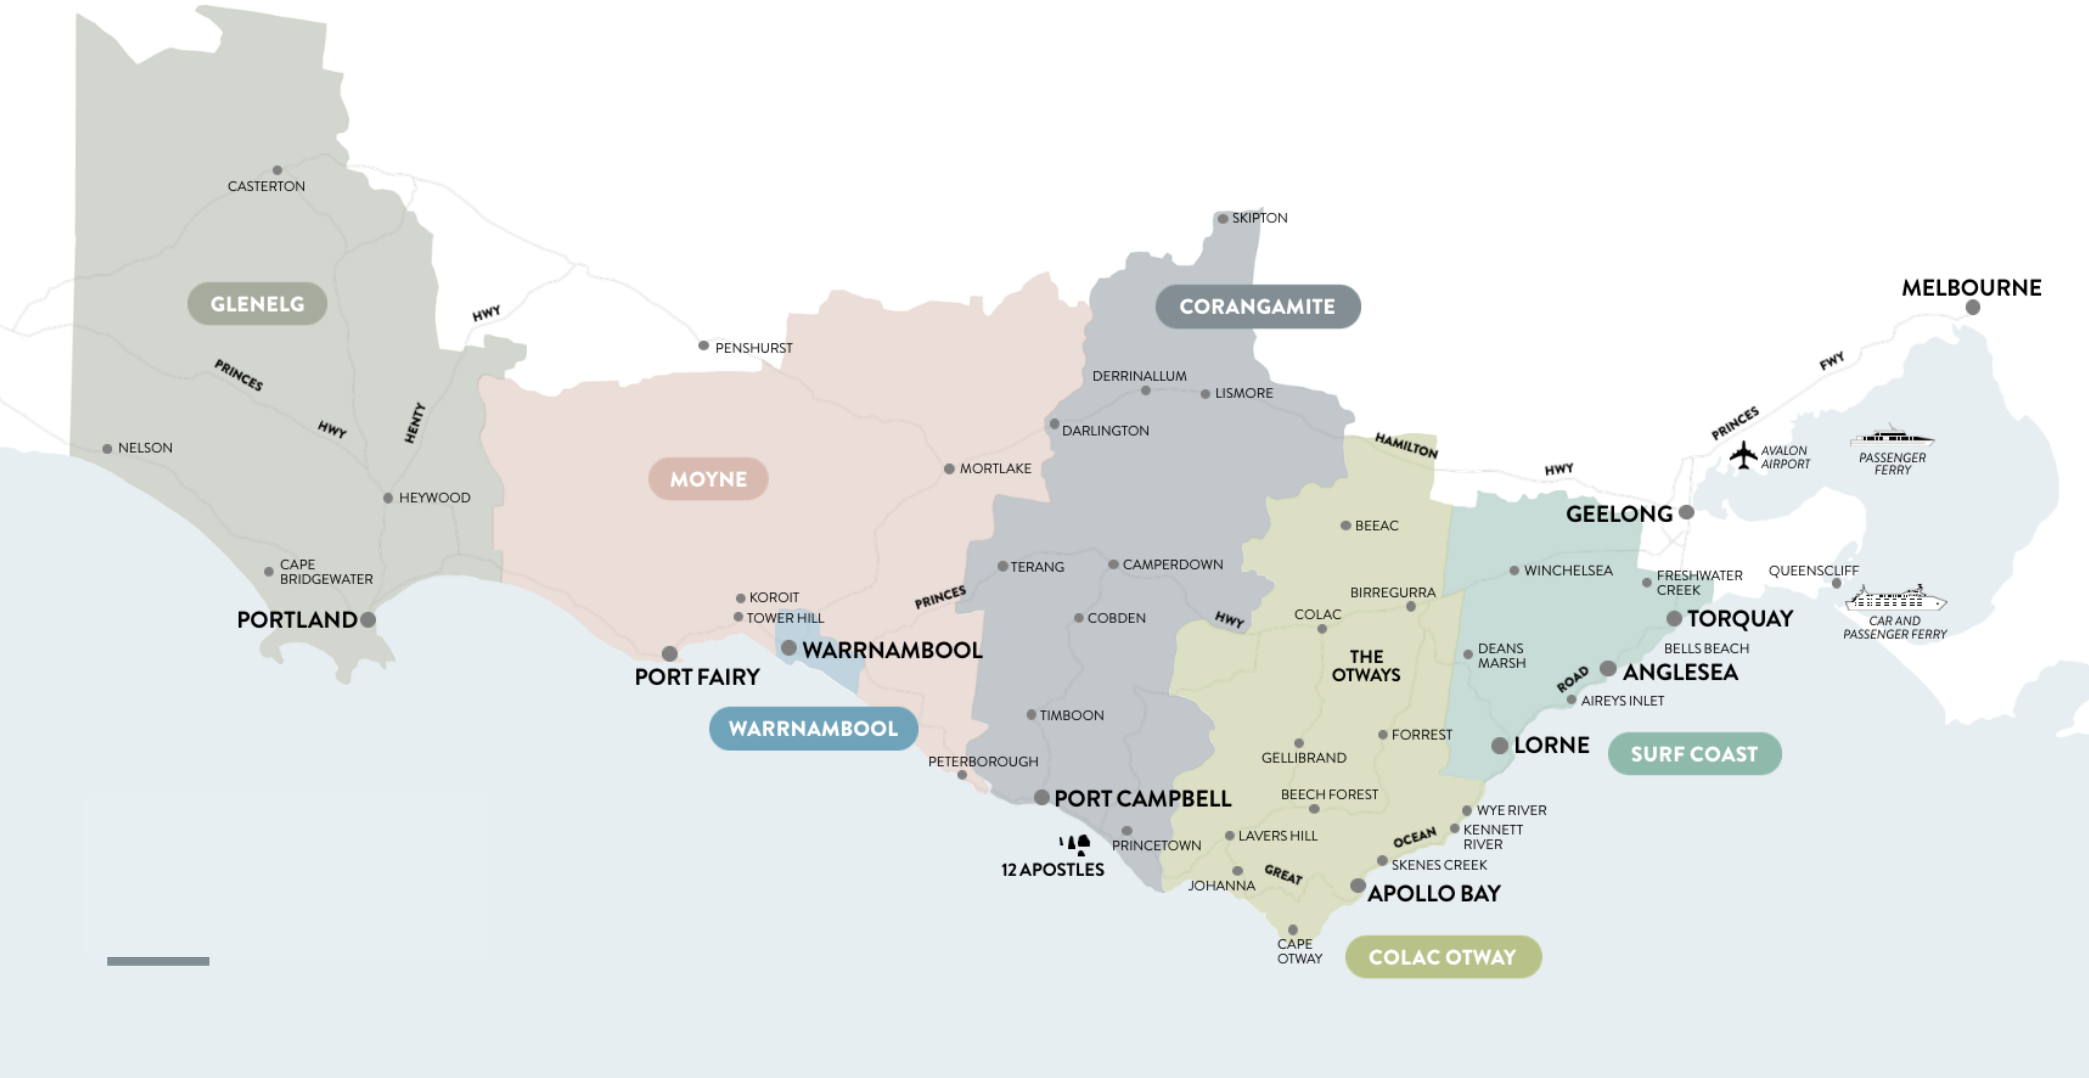 SKIPTON
CASTERTON
MELBOURNE
GLENELG
CORANGAMITE
HWY
PENSHURST
FWY
PRINCES
DERRINALLUM
LISMORE
HENTY
HWY
DARLINGTON
HAMILTON
PRINCES
NELSON
MOYNE
MORTLAKE
HWY
AVALON
AIRPORT
PASSENGER
FERRY
HEYWOOD
GEELONG
BEEAC
CAPE
BRIDGEWATER
TERANG
CAMPERDOWN
WINCHELSEA
FRESHWATER
CREEK
QUEENSCLIFF
KOROIT
PRINCES
BIRREGURRA
PORTLAND
TOWER HILL
COBDEN
HWY
COLAC
TORQUAY
CAR AND
PASSENGER FERRY
WARRNAMBOOL
THE
OTWAYS
DEANS
MARSH
BELLS BEACH
PORT FAIRY
ROAD
ANGLESEA
AIREYS INLET
WARRNAMBOOL
TIMBOON
FORREST
LORNE
SURF COAST
PETERBOROUGH
GELLIBRAND
PORT CAMPBELL
BEECH FOREST
WYE RIVER
PRINCETOWN
LAVERS HILL
OCEAN
KENNETT
RIVER
12 APOSTLES
JOHANNA
GREAT
SKENES CREEK
APOLLO BAY
CAPE
OTWAY
COLAC OTWAY